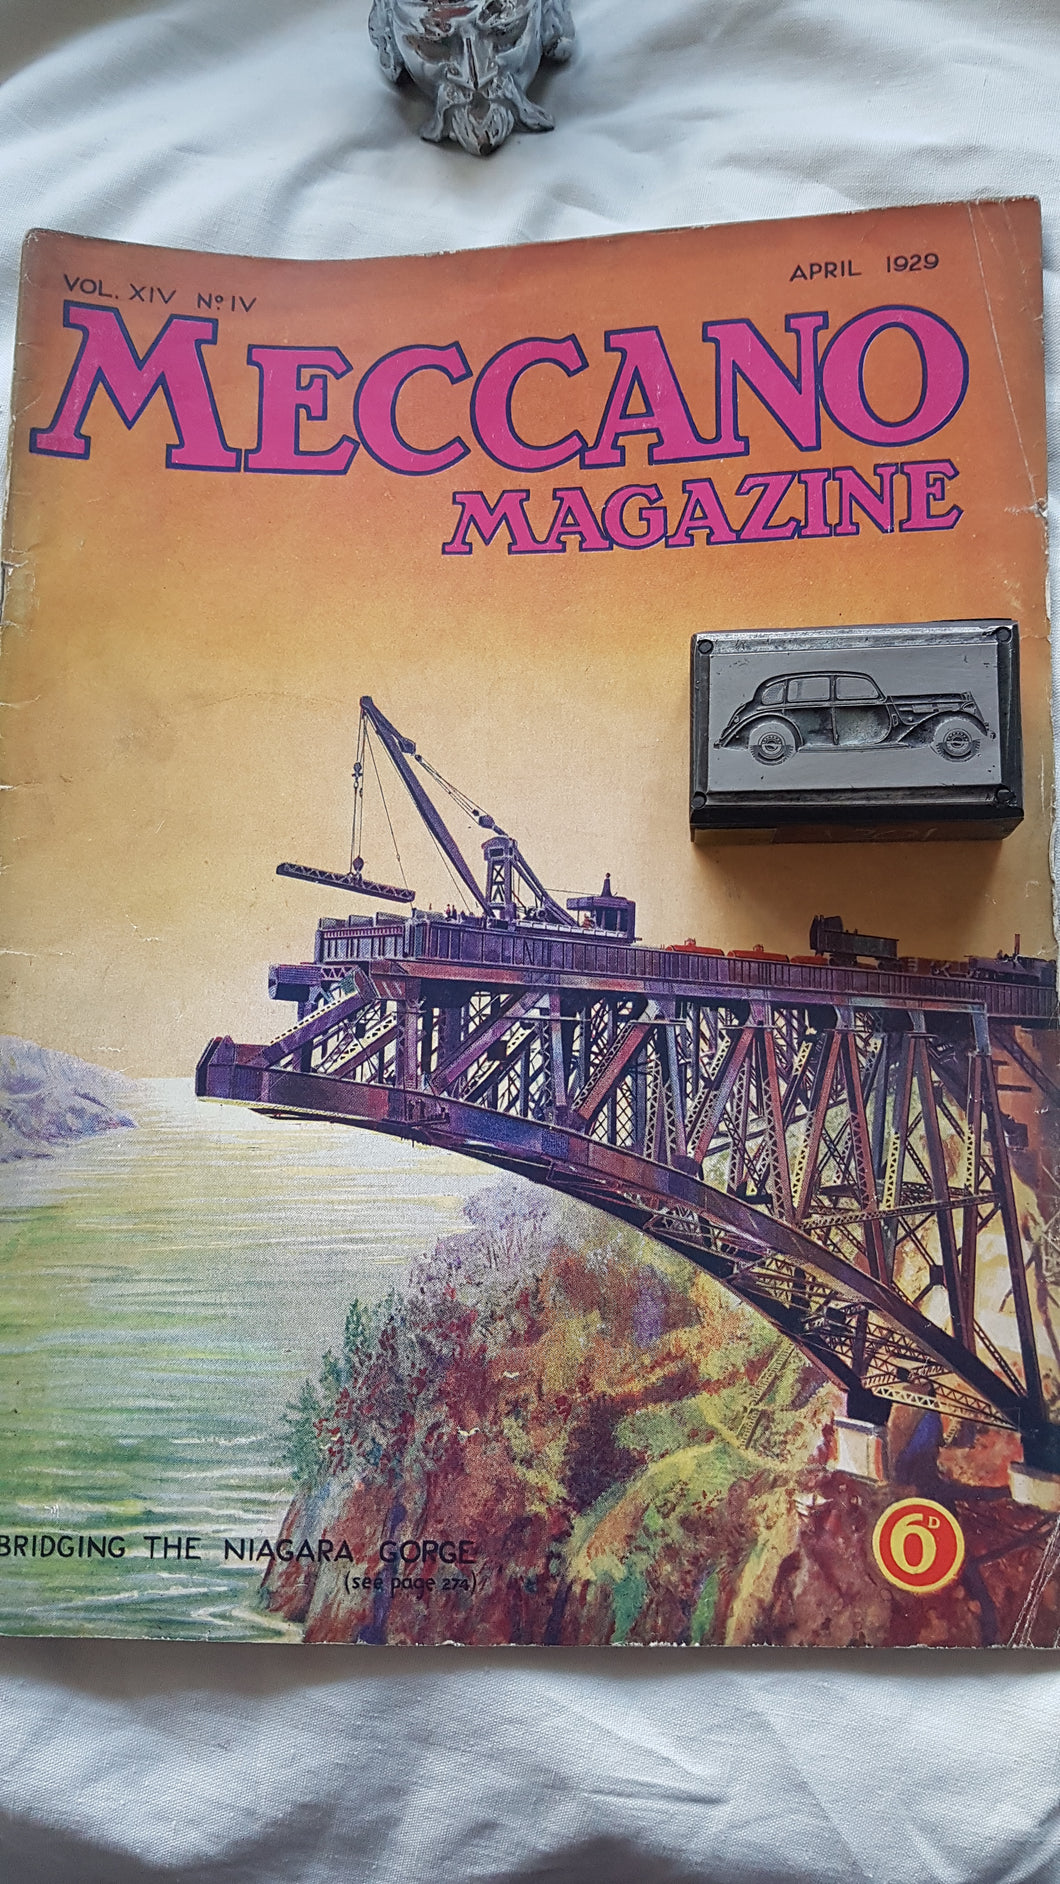 VOL. XIV Nº IV
APRIL 1929
MECCANO
MAGAZINE
BRIDGING THE NIAGARA GORGE
(see page 274)
6D